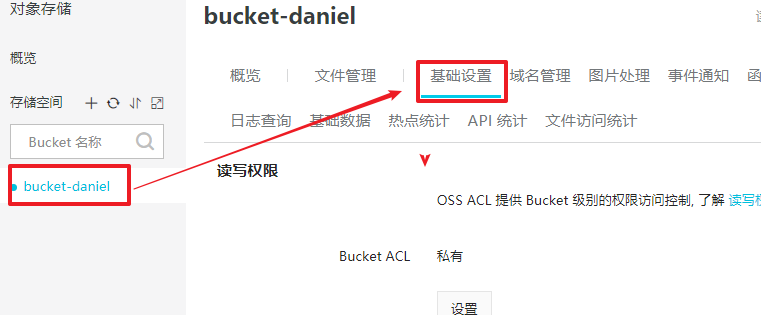 对象存储
bucket-daniel
概览
概览 文件管理 基础设置 域名管理 图片处理 事件通知 函
存储空间
日志查询 基础数据 热点统计 API 统计 文件访问统计
Bucket 名称
读写权限
bucket-daniel
OSS ACL 提供 Bucket 级别的权限访问控制, 了解 读写权
Bucket ACL 私有
设置